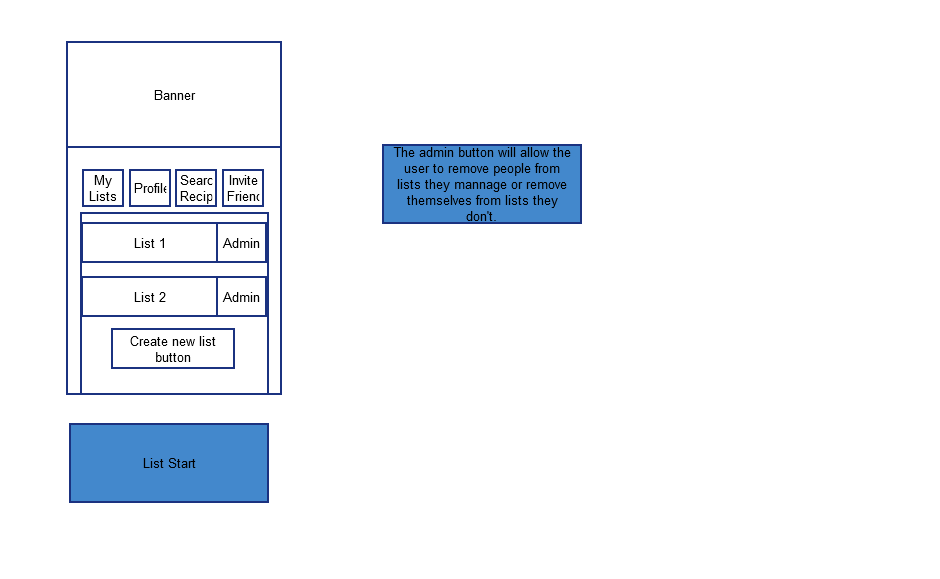 Banner
The admin button will allow the
user to remove people from
lists they mannage or remove
themselves from lists they
don't.
My
Lists
Profile
Searc
Recip
Invite
Frienc
List 1
Admin
List 2
Admin
Create new list
button
List Start